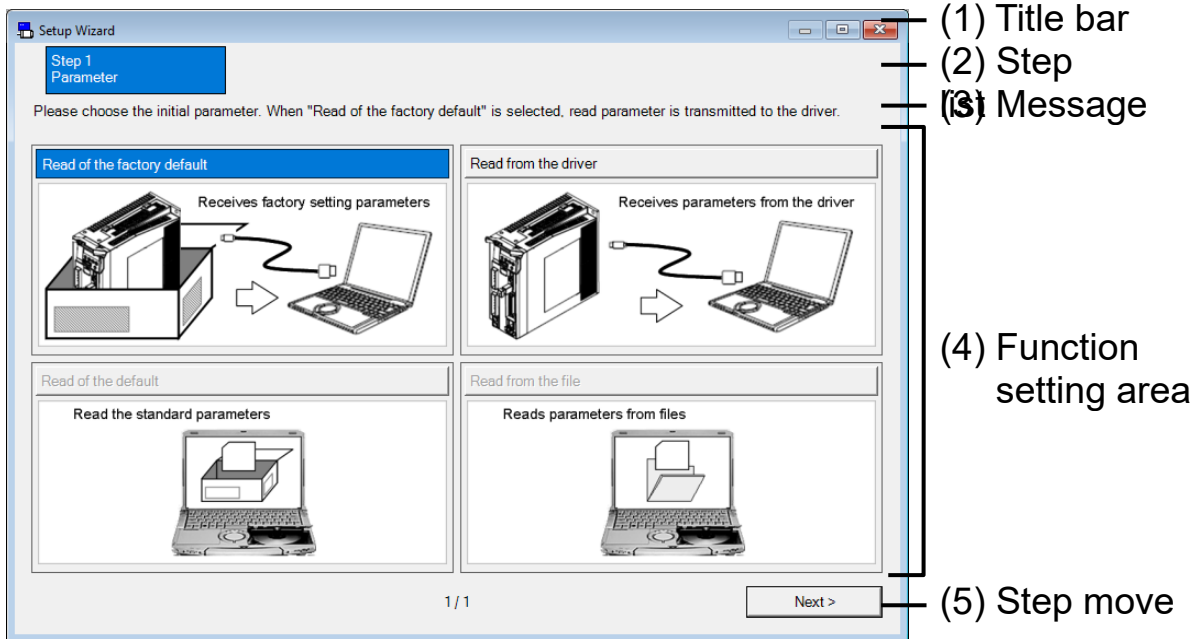 Setup Wizard
(1) Title bar
Step 1
Parameter
(2) Step
list
(3) Message
Please choose the initial parameter. When "Read of the factory default" is selected, read parameter is transmitted to the driver.
Read of the factory default
Read from the driver
Receives factory setting parameters
Receives parameters from the driver
(4) Function
setting area
Read of the default
Read from the file
Read the standard parameters
Reads parameters from files
1 / 1
Next >
(5) Step move